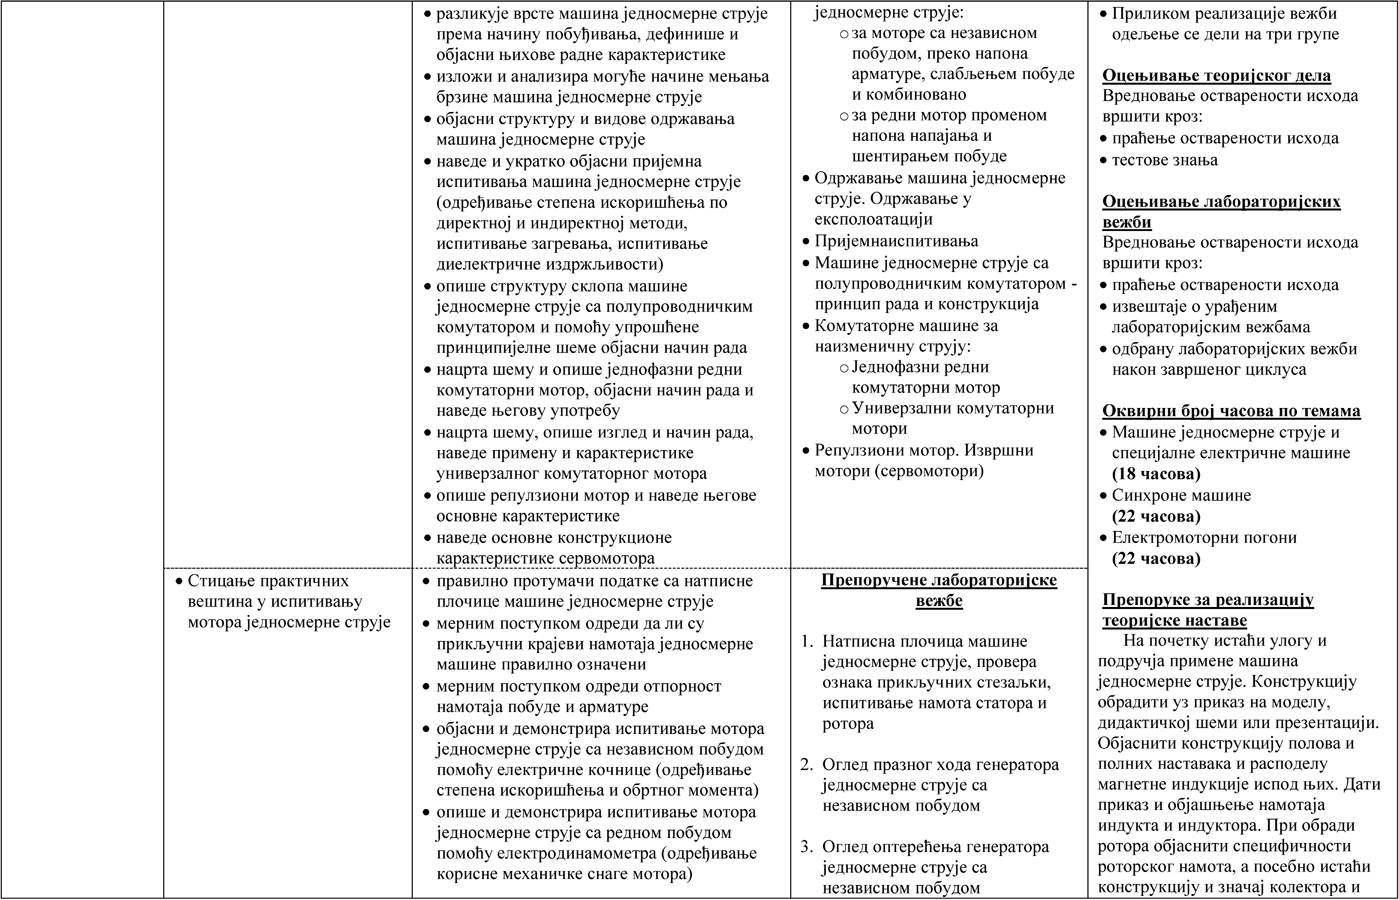 • разликује врсте машина једносмерне струје
према начину побуђивања, дефинише и
објасни њихове радне карактеристике
• изложи и анализира могуће начине мењања
брзине машина једносмерне струје
• објасни структуру и видове одржавања
машина једносмерне струје
• наведе и укратко објасни пријемна
испитивања машина једносмерне струје
(одређивање степена искоришћења по
директној и индиректној методи,
испитивање загревања, испитивање
диелектричне издржљивости)
• опише структуру склопа машине
једносмерне струје са полупроводничким
комутатором и помоћу упрошћене
принципијелне шеме објасни начин рада
• нацрта шему и опише једнофазни редни
комутаторни мотор, објасни начин рада и
наведе његову употребу
• нацрта шему, опише изглед и начин рада,
наведе примену и карактеристике
универзалног комутаторног мотора
• опише репулзиони мотор и наведе његове
основне карактеристике
• наведе основне конструкционе
карактеристике сервомотора
једносмерне струје:
o за моторе са независном
побудом, преко напона
арматуре, слабљењем побуде
и комбиновано
o за редни мотор променом
напона напајања и
шентирањем побуде
• Одржавање машина једносмерне
струје. Одржавање у
експолоатацији
• Пријемнаиспитивања
• Машине једносмерне струје са
полупроводничким комутатором -
принцип рада и конструкција
• Комутаторне машине за
наизменичну струју:
o Једнофазни редни
комутаторни мотор
o Универзални комутаторни
мотори
• Репулзиони мотор. Извршни
мотори (сервомотори)
• Стицање практичних
вештина у испитивању
мотора једносмерне струје
• правилно протумачи податке са натписне
плочице машине једносмерне струје
• мерним поступком одреди да ли су
прикључни крајеви намотаја једносмерне
машине правилно означени
• мерним поступком одреди отпорност
намотаја побуде и арматуре
• објасни и демонстрира испитивање мотора
једносмерне струје са независном побудом
помоћу електричне кочнице (одређивање
степена искоришћења и обртног момента)
• опише и демонстрира испитивање мотора
једносмерне струје са редном побудом
помоћу електродинамометра (одређивање
корисне механичке снаге мотора)
Препоручене лабораторијске
вежбе
1. Натписна плочица машине
једносмерне струје, провера
ознака прикључних стезаљки,
испитивање намота статора и
ротора
2. Оглед празног хода генератора
једносмерне струје са
независном побудом
3. Оглед оптерећења генератора
једносмерне струје са
независном побудом
• Приликом реализације вежби
одељење се дели на три групе
Оцењивање теоријског дела
Вредновање остварености исхода
вршити кроз:
• праћење остварености исхода
• тестове знања
Оцењивање лабораторијских
вежби
Вредновање остварености исхода
вршити кроз:
• праћење остварености исхода
• извештаје о урађеним
лабораторијским вежбама
• одбрану лабораторијских вежби
након завршеног циклуса
Оквирни број часова по темама
• Машине једносмерне струје и
специјалне електричне машине
(18 часова)
• Синхроне машине
(22 часова)
• Електромоторни погони
(22 часова)
Препоруке за реализацију
теоријске наставе
На почетку истаћи улогу и
подручја примене машина
једносмерне струје. Конструкцију
обрадити уз приказ на моделу,
дидактичкој шеми или презентацији.
Објаснити конструкцију полова и
полних наставака и расподелу
магнетне индукције испод њих. Дати
приказ и објашњење намотаја
индукта и индуктора. При обради
ротора објаснити специфичности
роторског намота, а посебно истаћи
конструкцију и значај колектора и